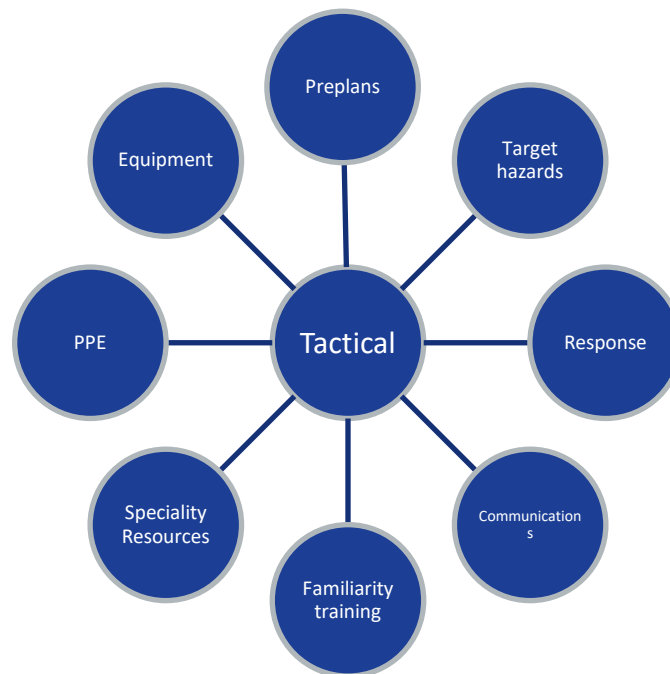 Preplans
Equipment
Target
hazards
PPE
Tactical
Response
Speciality
Resources
Communication
s
Familiarity
training